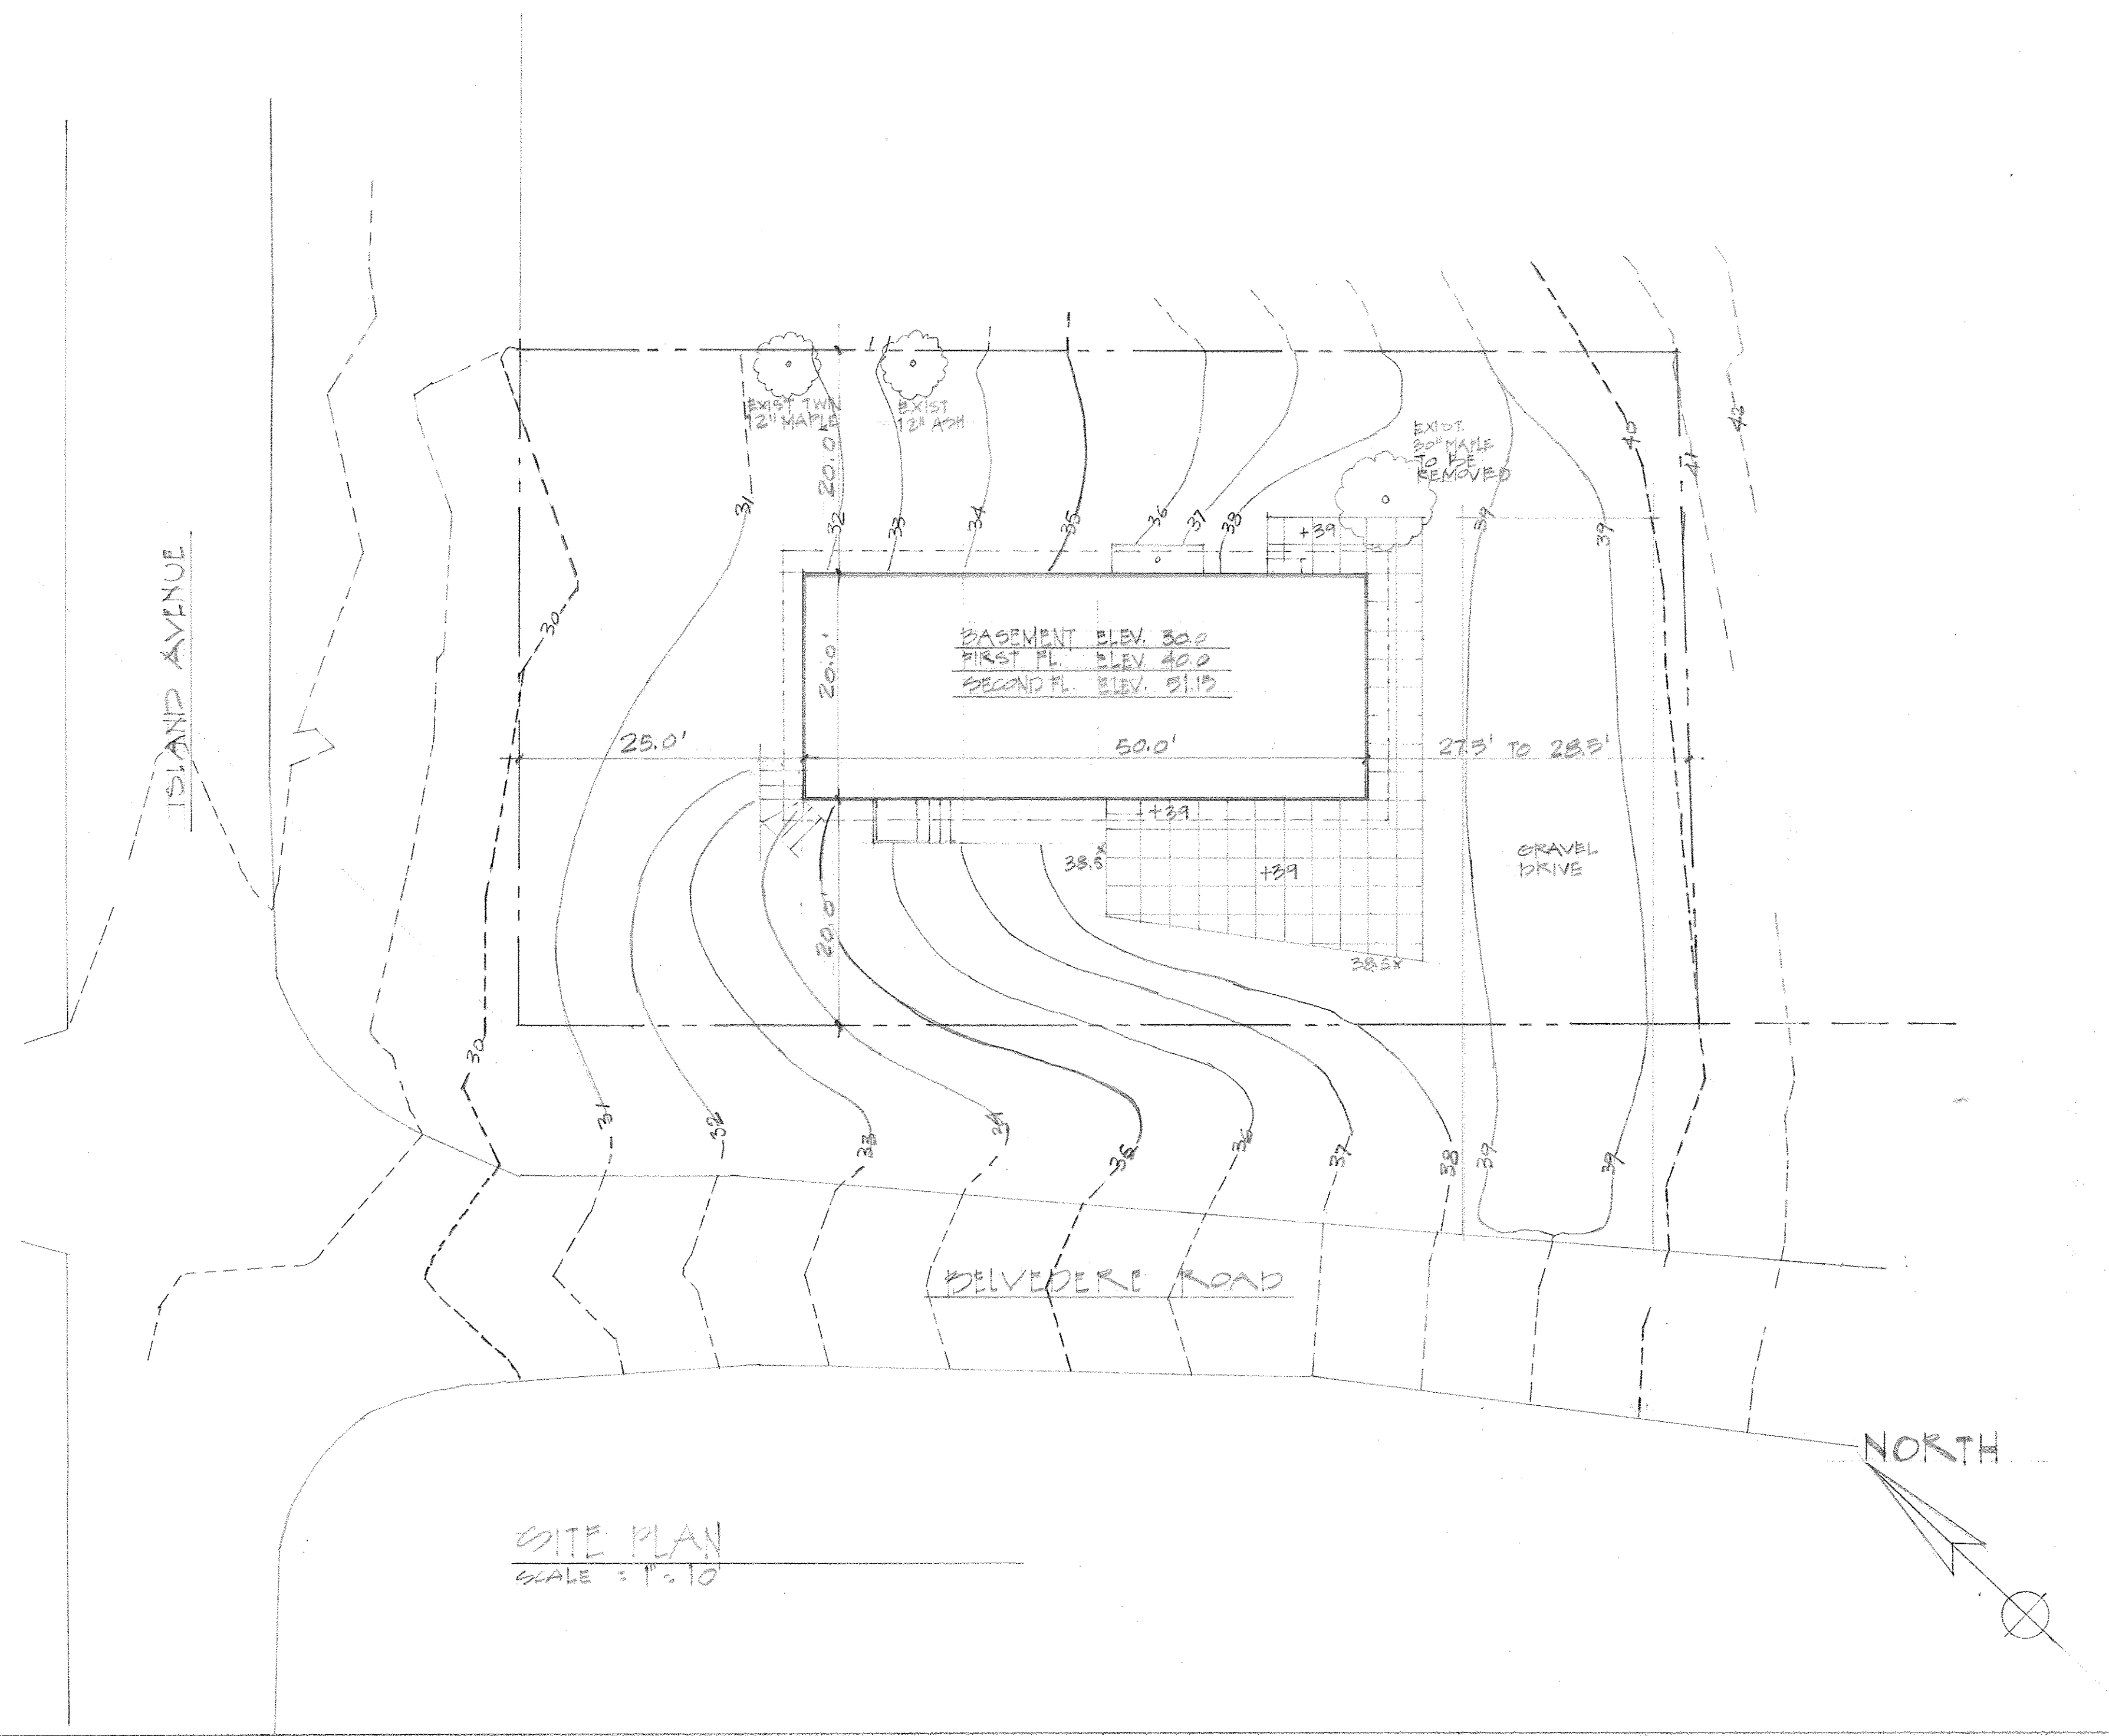 42
40
41
EXIST TWIN
12" MAPLE
EXIST
12" ASH
EXIST.
30" MAPLE
TO BE
REMOVED
20.0'
31
32
33
34
35
36
37
38
+39
39
39
ISLAND AVENUE
30
BASEMENT ELEV. 30.0
FIRST FL. ELEV. 40.0
SECOND FL. ELEV. 51.15
20.0'
25.0'
50.0'
27.5' TO 28.5'
+39
38.5x
+39
GRAVEL
DRIVE
20.0'
38.5x
30
31
32
33
34
35
36
37
38
39
39
BELVEDERE ROAD
NORTH
SITE PLAN
SCALE = 1" = 10'